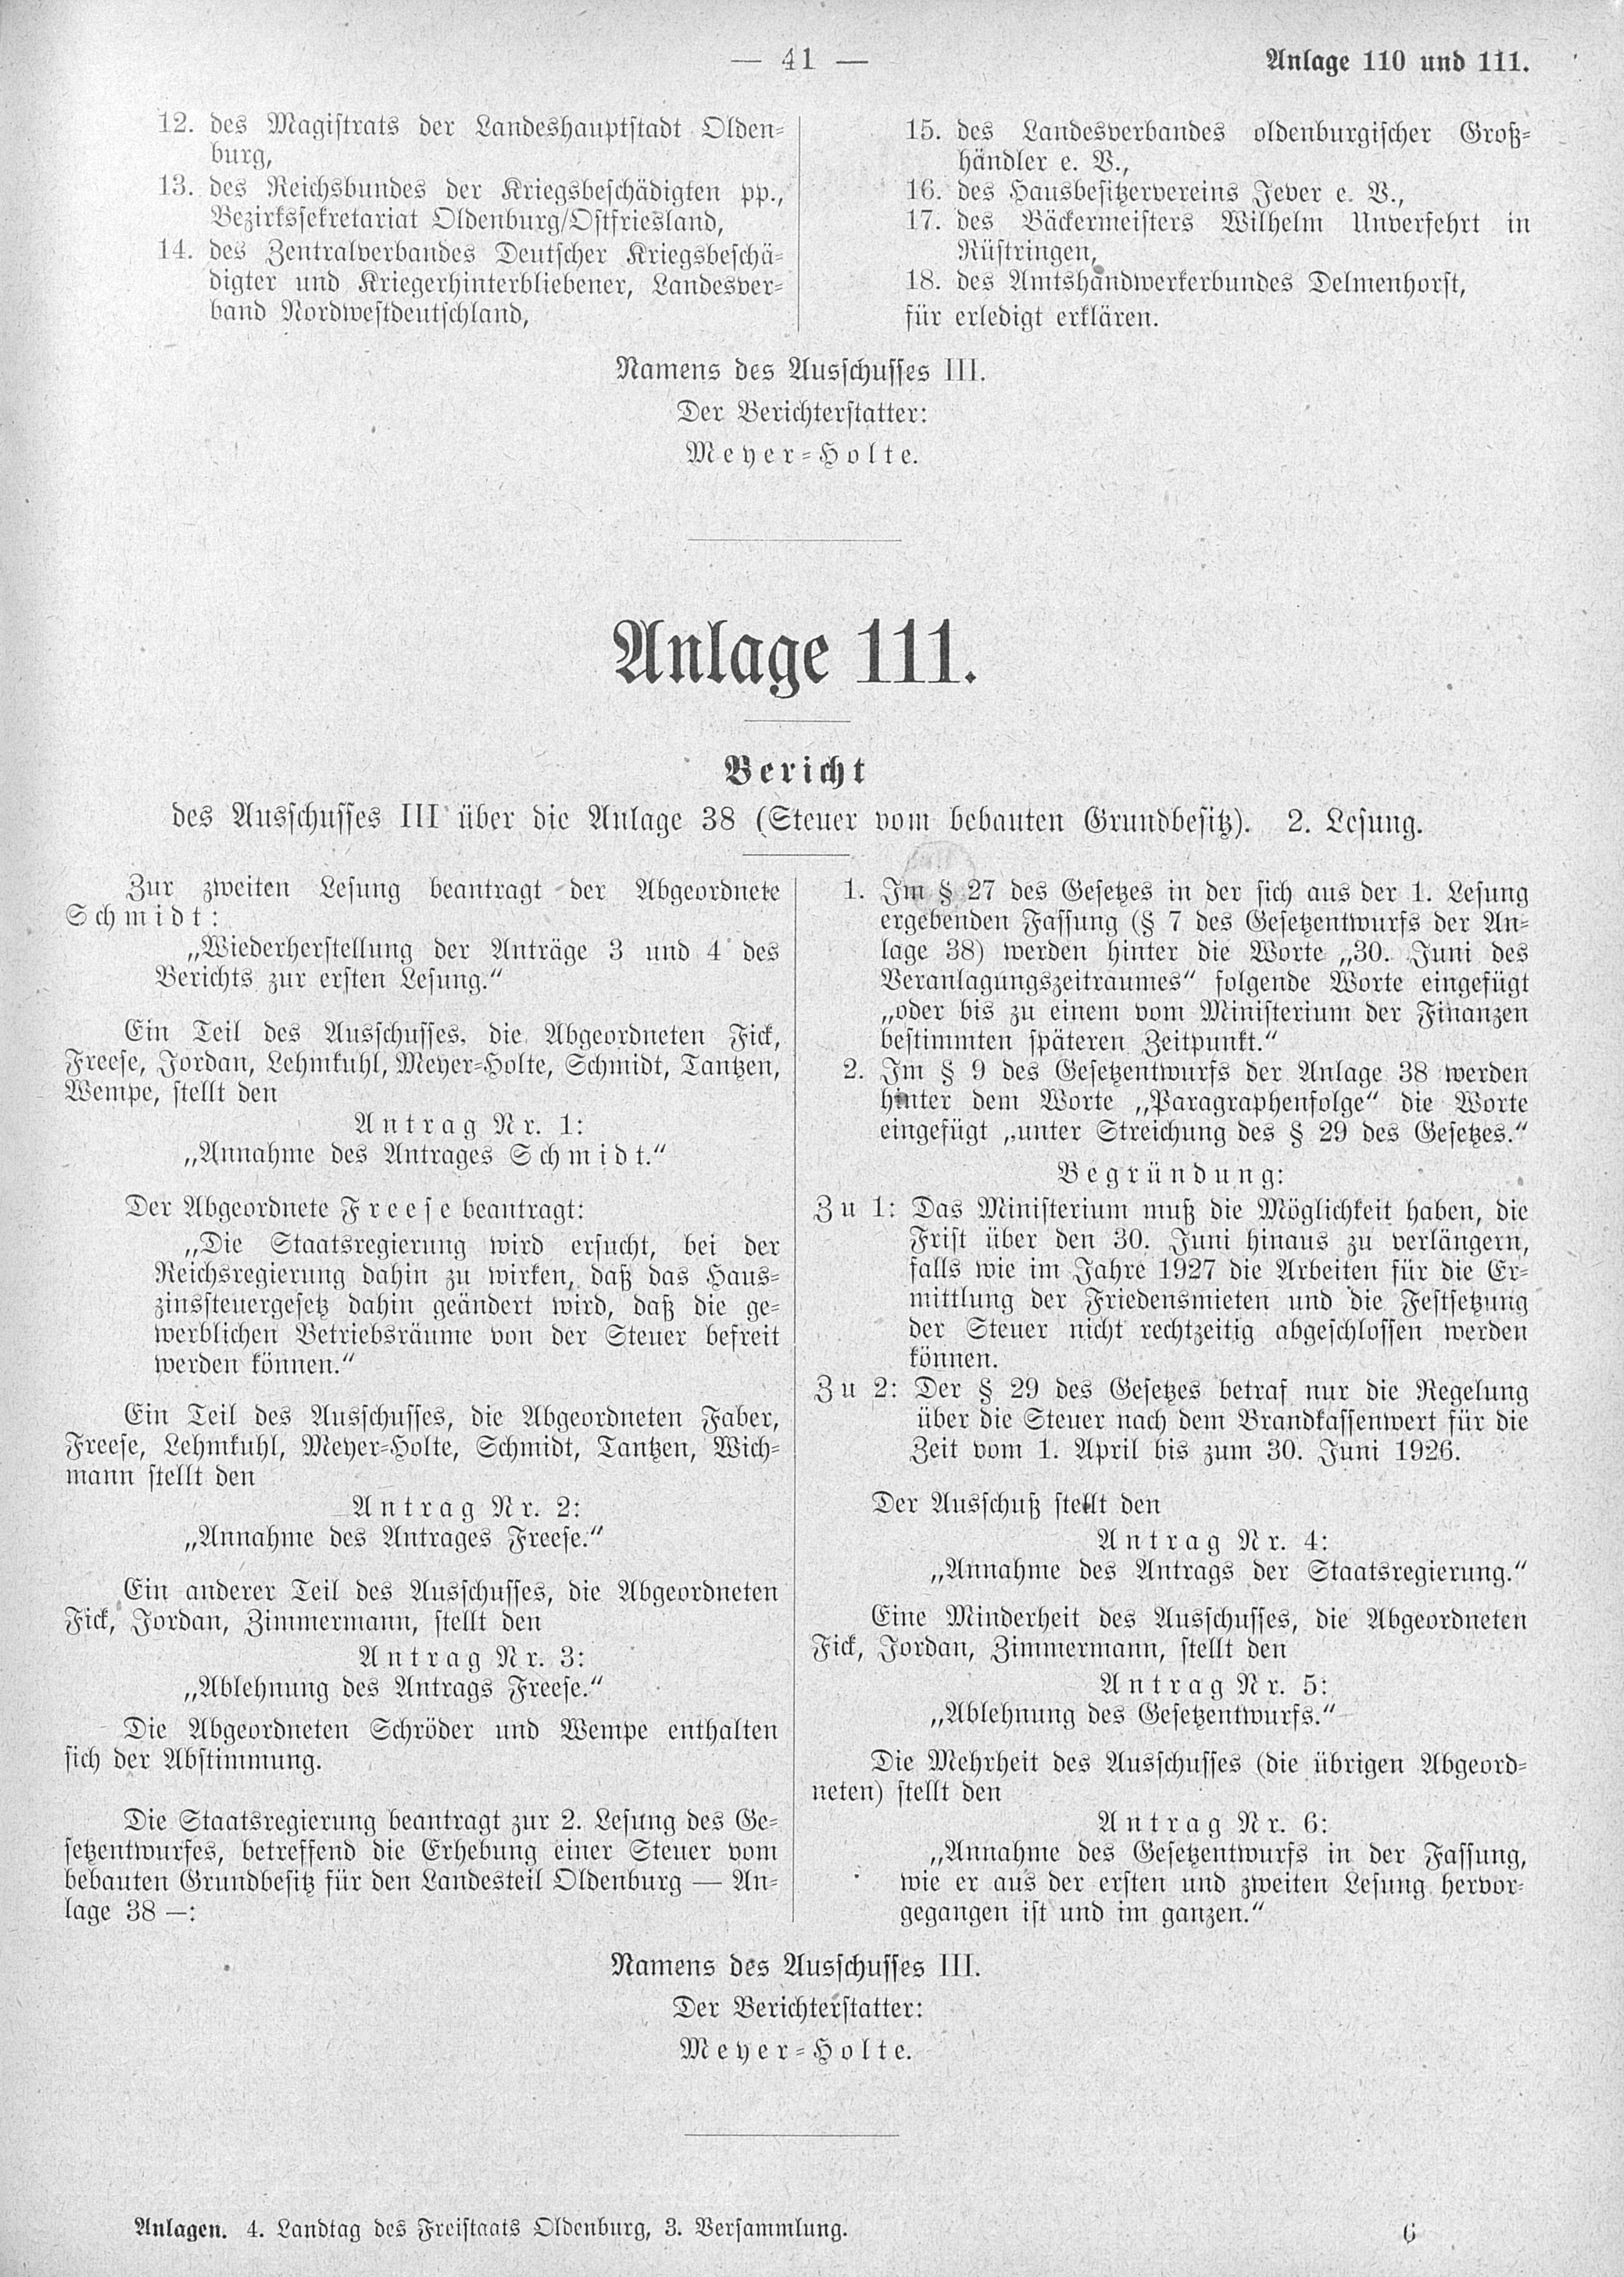 — 41 —
Anlage 110 und 111.
12. des Magistrats der Landeshauptstadt Olden-
burg,
13. des Reichsbundes der Kriegsbeschädigten pp.,
Bezirkssekretariat Oldenburg/Ostfriesland,
14. des Zentralverbandes Deutscher Kriegsbeschä-
digter und Kriegerhinterbliebener, Landesver-
band Nordwestdeutschland,
15. des Landesverbandes oldenburgischer Groß-
händler e. V.,
16. des Hausbesitzervereins Jever e. V.,
17. des Bäckermeisters Wilhelm Unverfehrt in
Rüstringen,
18. des Amtshandwerkerbundes Delmenhorst,
für erledigt erklären.
Namens des Ausschusses III.
Der Berichterstatter:
Meyer-Holte.
Anlage 111.
Bericht
des Ausschusses III über die Anlage 38 (Steuer vom bebauten Grundbesitz). 2. Lesung.
Zur zweiten Lesung beantragt der Abgeordnete
Schmidt:
„Wiederherstellung der Anträge 3 und 4 des
Berichts zur ersten Lesung.“
Ein Teil des Ausschusses, die Abgeordneten Fick,
Freese, Jordan, Lehmkuhl, Meyer-Holte, Schmidt, Tantzen,
Wempe, stellt den
Antrag Nr. 1:
„Annahme des Antrages Schmidt.“
Der Abgeordnete Freese beantragt:
„Die Staatsregierung wird ersucht, bei der
Reichsregierung dahin zu wirken, daß das Haus-
zinssteuergesetz dahin geändert wird, daß die ge-
werblichen Betriebsräume von der Steuer befreit
werden können.“
Ein Teil des Ausschusses, die Abgeordneten Faber,
Freese, Lehmkuhl, Meyer-Holte, Schmidt, Tantzen, Wich-
mann stellt den
Antrag Nr. 2:
„Annahme des Antrages Freese.“
Ein anderer Teil des Ausschusses, die Abgeordneten
Fick, Jordan, Zimmermann, stellt den
Antrag Nr. 3:
„Ablehnung des Antrags Freese.“
Die Abgeordneten Schröder und Wempe enthalten
sich der Abstimmung.
Die Staatsregierung beantragt zur 2. Lesung des Ge-
setzentwurfes, betreffend die Erhebung einer Steuer vom
bebauten Grundbesitz für den Landesteil Oldenburg — An-
lage 38 —:
1. Im § 27 des Gesetzes in der sich aus der 1. Lesung
ergebenden Fassung (§ 7 des Gesetzentwurfs der An-
lage 38) werden hinter die Worte „30. Juni des
Veranlagungszeitraumes“ folgende Worte eingefügt
„oder bis zu einem vom Ministerium der Finanzen
bestimmten späteren Zeitpunkt.“
2. Im § 9 des Gesetzentwurfs der Anlage 38 werden
hinter dem Worte „Paragraphenfolge“ die Worte
eingefügt „unter Streichung des § 29 des Gesetzes.“
Begründung:
Zu 1: Das Ministerium muß die Möglichkeit haben, die
Frist über den 30. Juni hinaus zu verlängern,
falls wie im Jahre 1927 die Arbeiten für die Er-
mittlung der Friedensmieten und die Festsetzung
der Steuer nicht rechtzeitig abgeschlossen werden
können.
Zu 2: Der § 29 des Gesetzes betraf nur die Regelung
über die Steuer nach dem Brandkassenwert für die
Zeit vom 1. April bis zum 30. Juni 1926.
Der Ausschuß stellt den
Antrag Nr. 4:
„Annahme des Antrags der Staatsregierung.“
Eine Minderheit des Ausschusses, die Abgeordneten
Fick, Jordan, Zimmermann, stellt den
Antrag Nr. 5:
„Ablehnung des Gesetzentwurfs.“
Die Mehrheit des Ausschusses (die übrigen Abgeord-
neten) stellt den
Antrag Nr. 6:
„Annahme des Gesetzentwurfs in der Fassung,
wie er aus der ersten und zweiten Lesung hervor-
gegangen ist und im ganzen.“
Namens des Ausschusses III.
Der Berichterstatter:
Meyer-Holte.
Anlagen. 4. Landtag des Freistaats Oldenburg, 3. Versammlung.
6